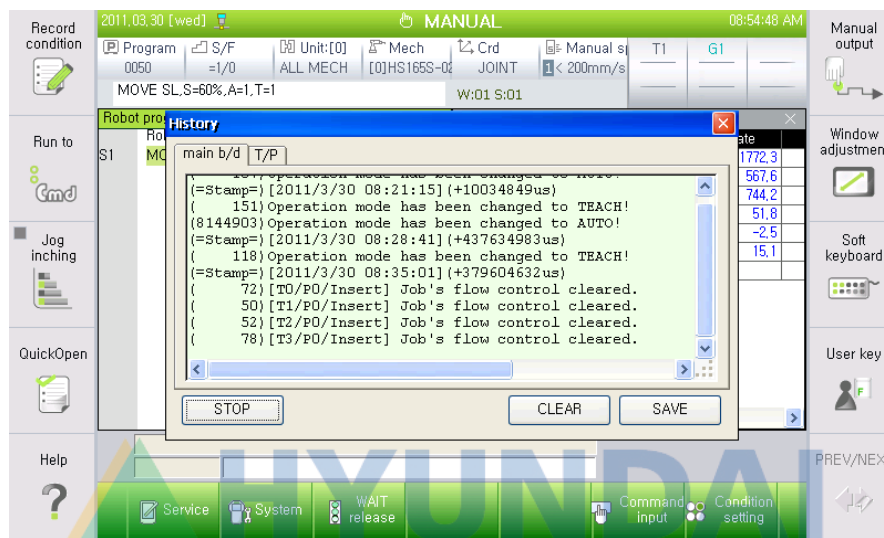 Record condition
Run to
Cmd
Jog inching
QuickOpen
Help
2011,03,30 [wed]
MANUAL
08:54:48 AM
P Program
0050
S/F
=1/0
Unit:[0]
ALL MECH
Mech
[0]HS165S-02
Crd
JOINT
Manual sp
1< 200mm/s
T1
G1
MOVE SL,S=60%,A=1,T=1
W:01 S:01
Robot pro
Ro
S1
MO
ate
1772,3
567,6
744,2
51,8
-2,5
15,1
History
main b/d
T/P
(=Stamp=)[2011/3/30 08:21:15](+10034849us)
( 151)Operation mode has been changed to TEACH!
(8144903)Operation mode has been changed to AUTO!
(=Stamp=)[2011/3/30 08:28:41](+437634983us)
( 118)Operation mode has been changed to TEACH!
(=Stamp=)[2011/3/30 08:35:01](+379604632us)
( 72)[T0/P0/Insert] Job's flow control cleared.
( 50)[T1/P0/Insert] Job's flow control cleared.
( 52)[T2/P0/Insert] Job's flow control cleared.
( 78)[T3/P0/Insert] Job's flow control cleared.
STOP
CLEAR
SAVE
HYUNDAI
Service
System
WAIT release
Command input
Condition setting
Manual output
Window adjustmen
Soft keyboard
User key
F
PREV/NEX